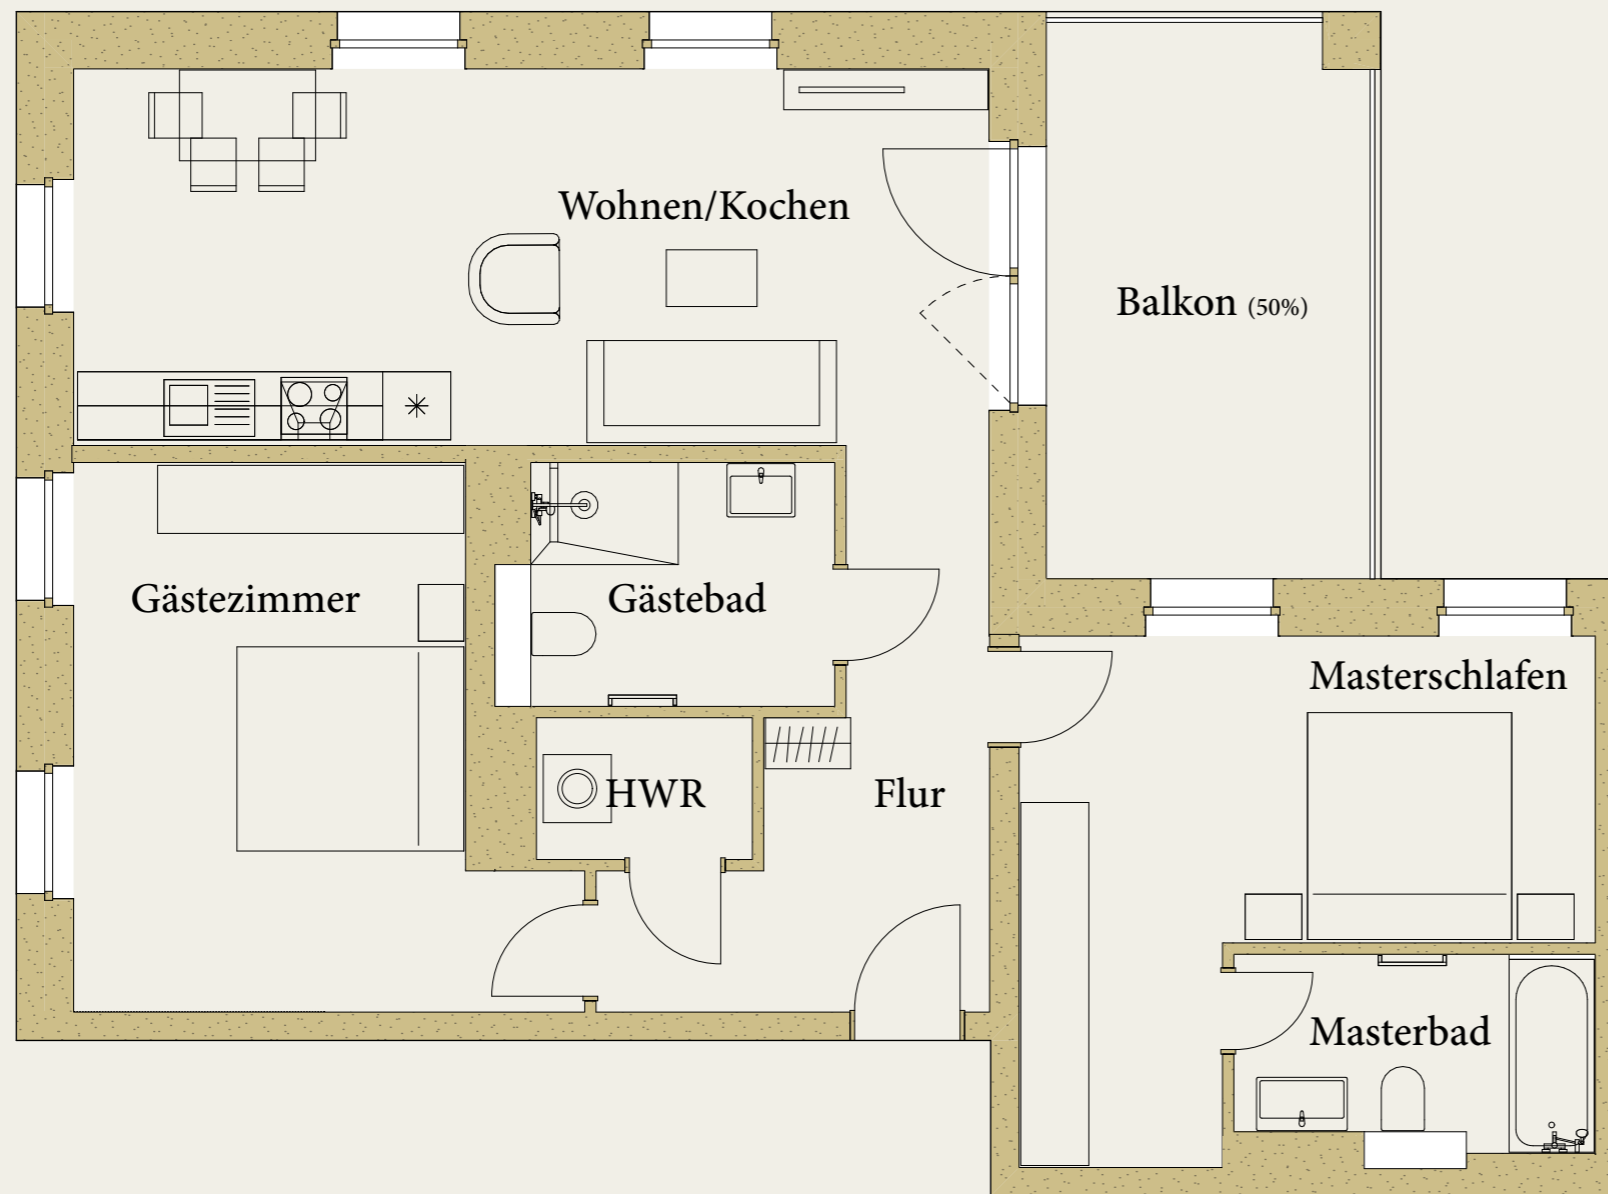 Wohnen/Kochen
Balkon (50%)
Gästezimmer
Gästebad
Masterschlafen
HWR
Flur
Masterbad